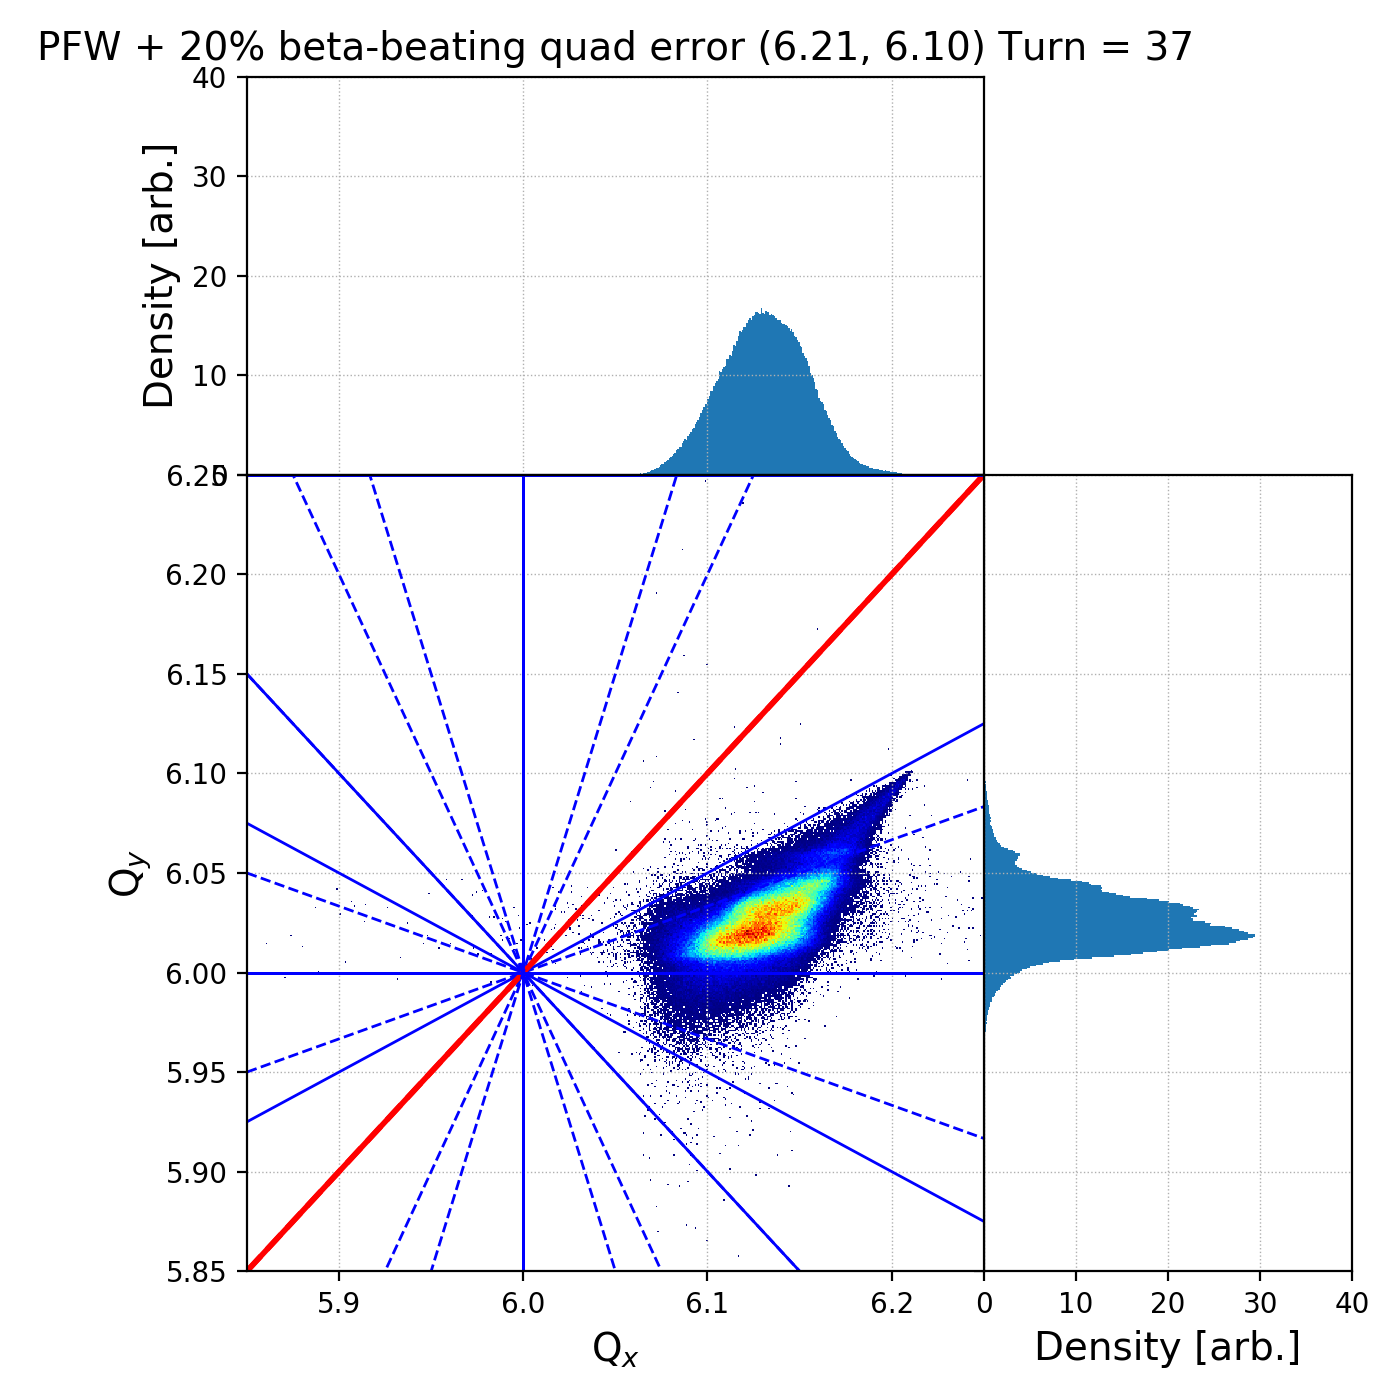 PFW + 20% beta-beating quad error (6.21, 6.10) Turn = 37
40
30
20
10
0
Density [arb.]
6.25
6.20
6.15
6.10
6.05
6.00
5.95
5.90
5.85
Qy
5.9 6.0 6.1 6.2
Qx
0 10 20 30 40
Density [arb.]